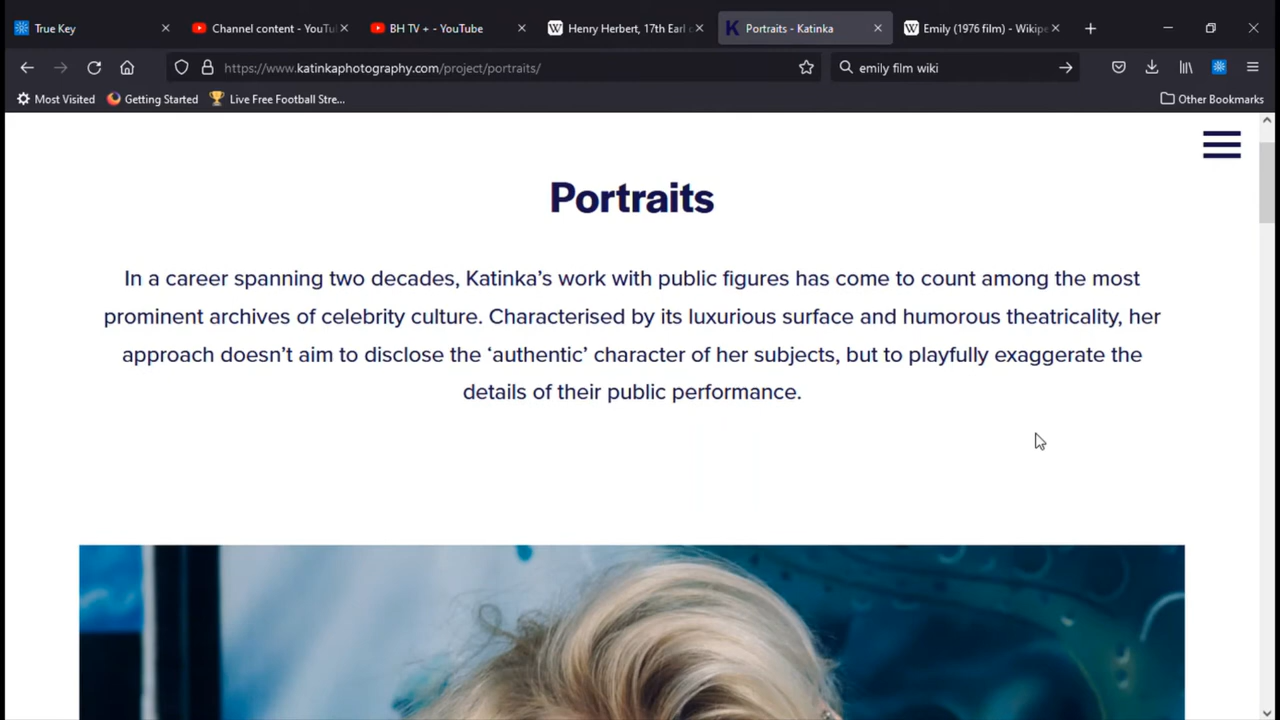 True Key
Channel content - YouTu
BH TV + - YouTube
Henry Herbert, 17th Earl
Portraits - Katinka
Emily (1976 film) - Wikipe
https://www.katinkaphotography.com/project/portraits/
emily film wiki
Most Visited
Getting Started
Live Free Football Stre...
Other Bookmarks
Portraits
In a career spanning two decades, Katinka's work with public figures has come to count among the most
prominent archives of celebrity culture. Characterised by its luxurious surface and humorous theatricality, her
approach doesn't aim to disclose the ‘authentic’ character of her subjects, but to playfully exaggerate the
details of their public performance.